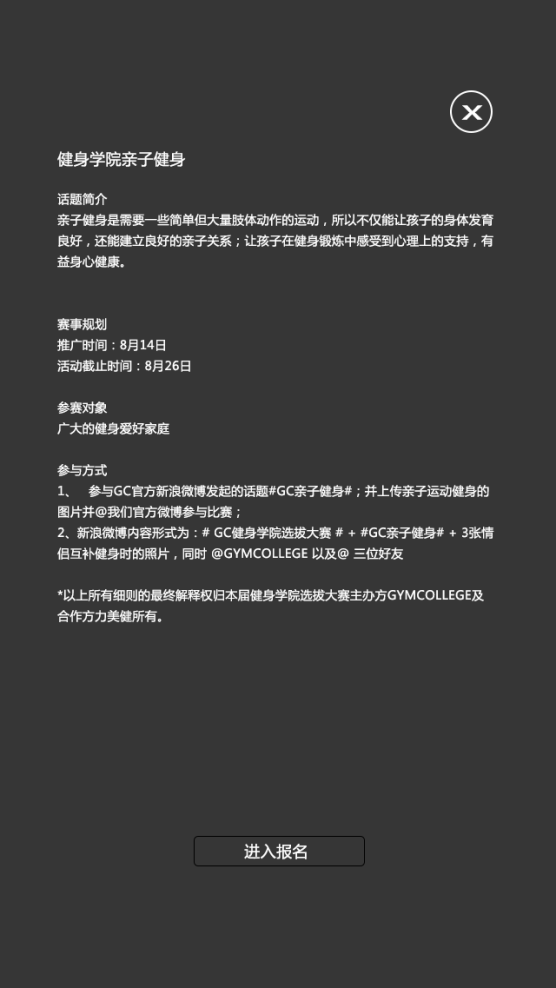 X
健身学院亲子健身
话题简介
亲子健身是需要一些简单但大量肢体动作的运动，所以不仅能让孩子的身体发育
良好，还能建立良好的亲子关系；让孩子在健身锻炼中感受到心理上的支持，有
益身心健康。
赛事规划
推广时间：8月14日
活动截止时间：8月26日
参赛对象
广大的健身爱好家庭
参与方式
1、 参与GC官方新浪微博发起的话题#GC亲子健身#；并上传亲子运动健身的
图片并@我们官方微博参与比赛；
2、新浪微博内容形式为：# GC健身学院选拔大赛 # + #GC亲子健身# + 3张情
侣互补健身时的照片，同时 @GYMCOLLEGE 以及@ 三位好友
*以上所有细则的最终解释权归本届健身学院选拔大赛主办方GYMCOLLEGE及
合作方力美健所有。
进入报名